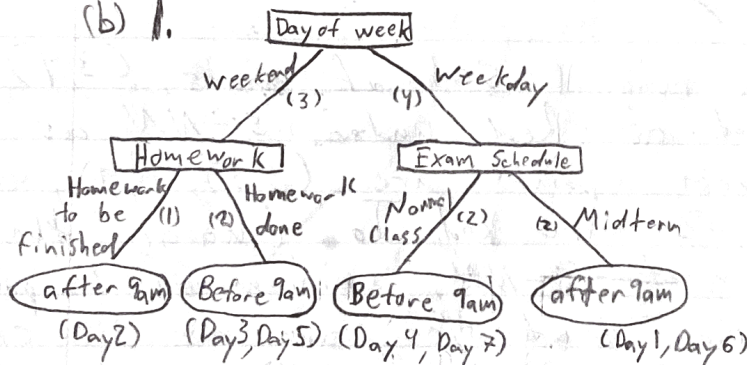 (b) 1.
Day of week
Weekend (3) (4) Weekday
Homework Exam Schedule
Homework to be finished (1) (2) Homework done Normal Class (2) (2) Midterm
after 9am Before 9am Before 9am after 9am
(Day2) (Day3, Day5) (Day 4, Day 7) (Day 1, Day 6)